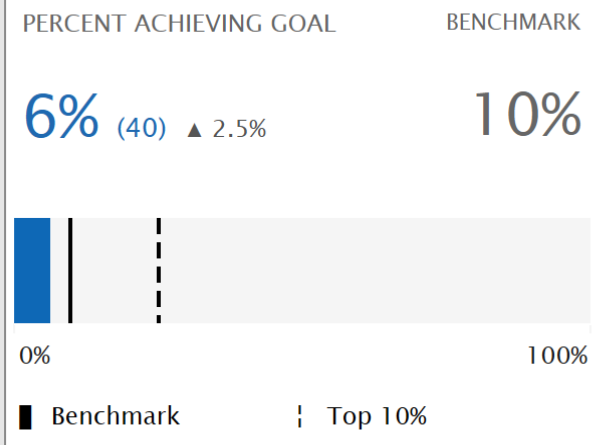 PERCENT ACHIEVING GOAL BENCHMARK
6% (40) ▲ 2.5% 10%
0% 100%
Benchmark Top 10%